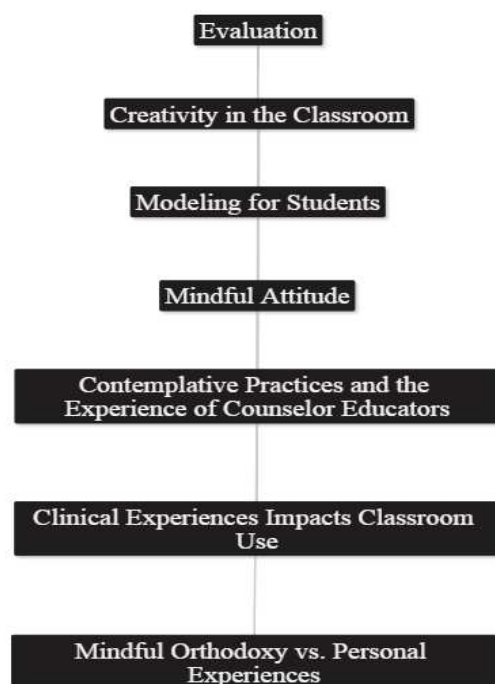 Evaluation
Creativity in the Classroom
Modeling for Students
Mindful Attitude
Contemplative Practices and the
Experience of Counselor Educators
Clinical Experiences Impacts Classroom
Use
Mindful Orthodoxy vs. Personal
Experiences